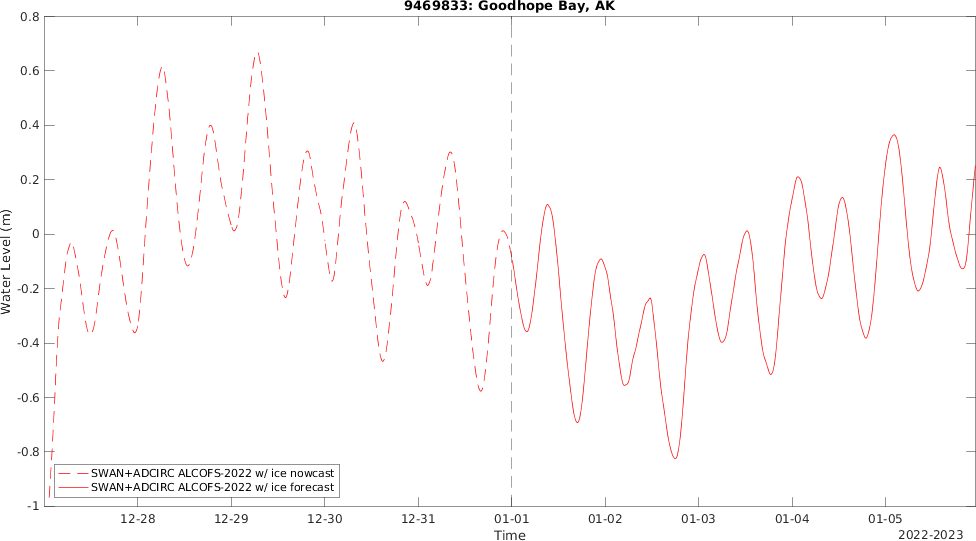 9469833: Goodhope Bay, AK
0.8
0.6
0.4
0.2
0
-0.2
-0.4
-0.6
-0.8
-1
Water Level (m)
SWAN+ADCIRC ALCOFS-2022 w/ ice nowcast
SWAN+ADCIRC ALCOFS-2022 w/ ice forecast
12-28 12-29 12-30 12-31 01-01 01-02 01-03 01-04 01-05
Time
2022-2023